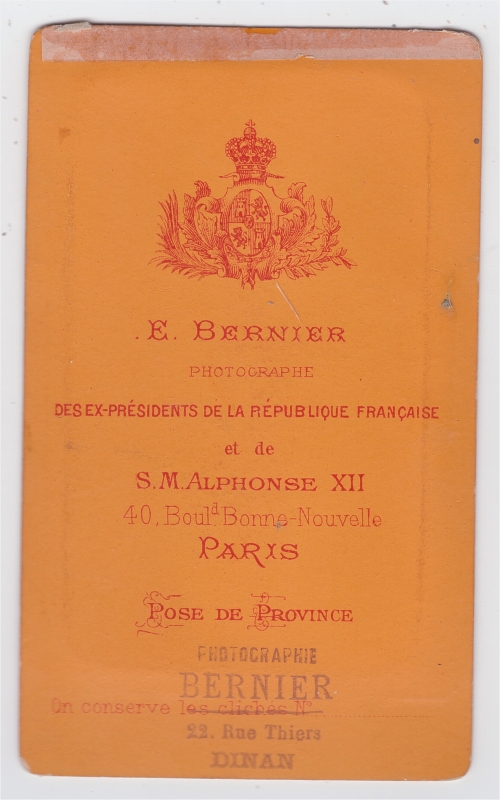 E. BERNIER
PHOTOGRAPHE
DES EX-PRÉSIDENTS DE LA RÉPUBLIQUE FRANÇAISE
et de
S. M. ALPHONSE XII
40, Boul.d Bonne-Nouvelle
PARIS
POSE DE PROVINCE
PHOTOGRAPHIE
BERNIER
On conserve les clichés N°
22. Rue Thiers
DINAN